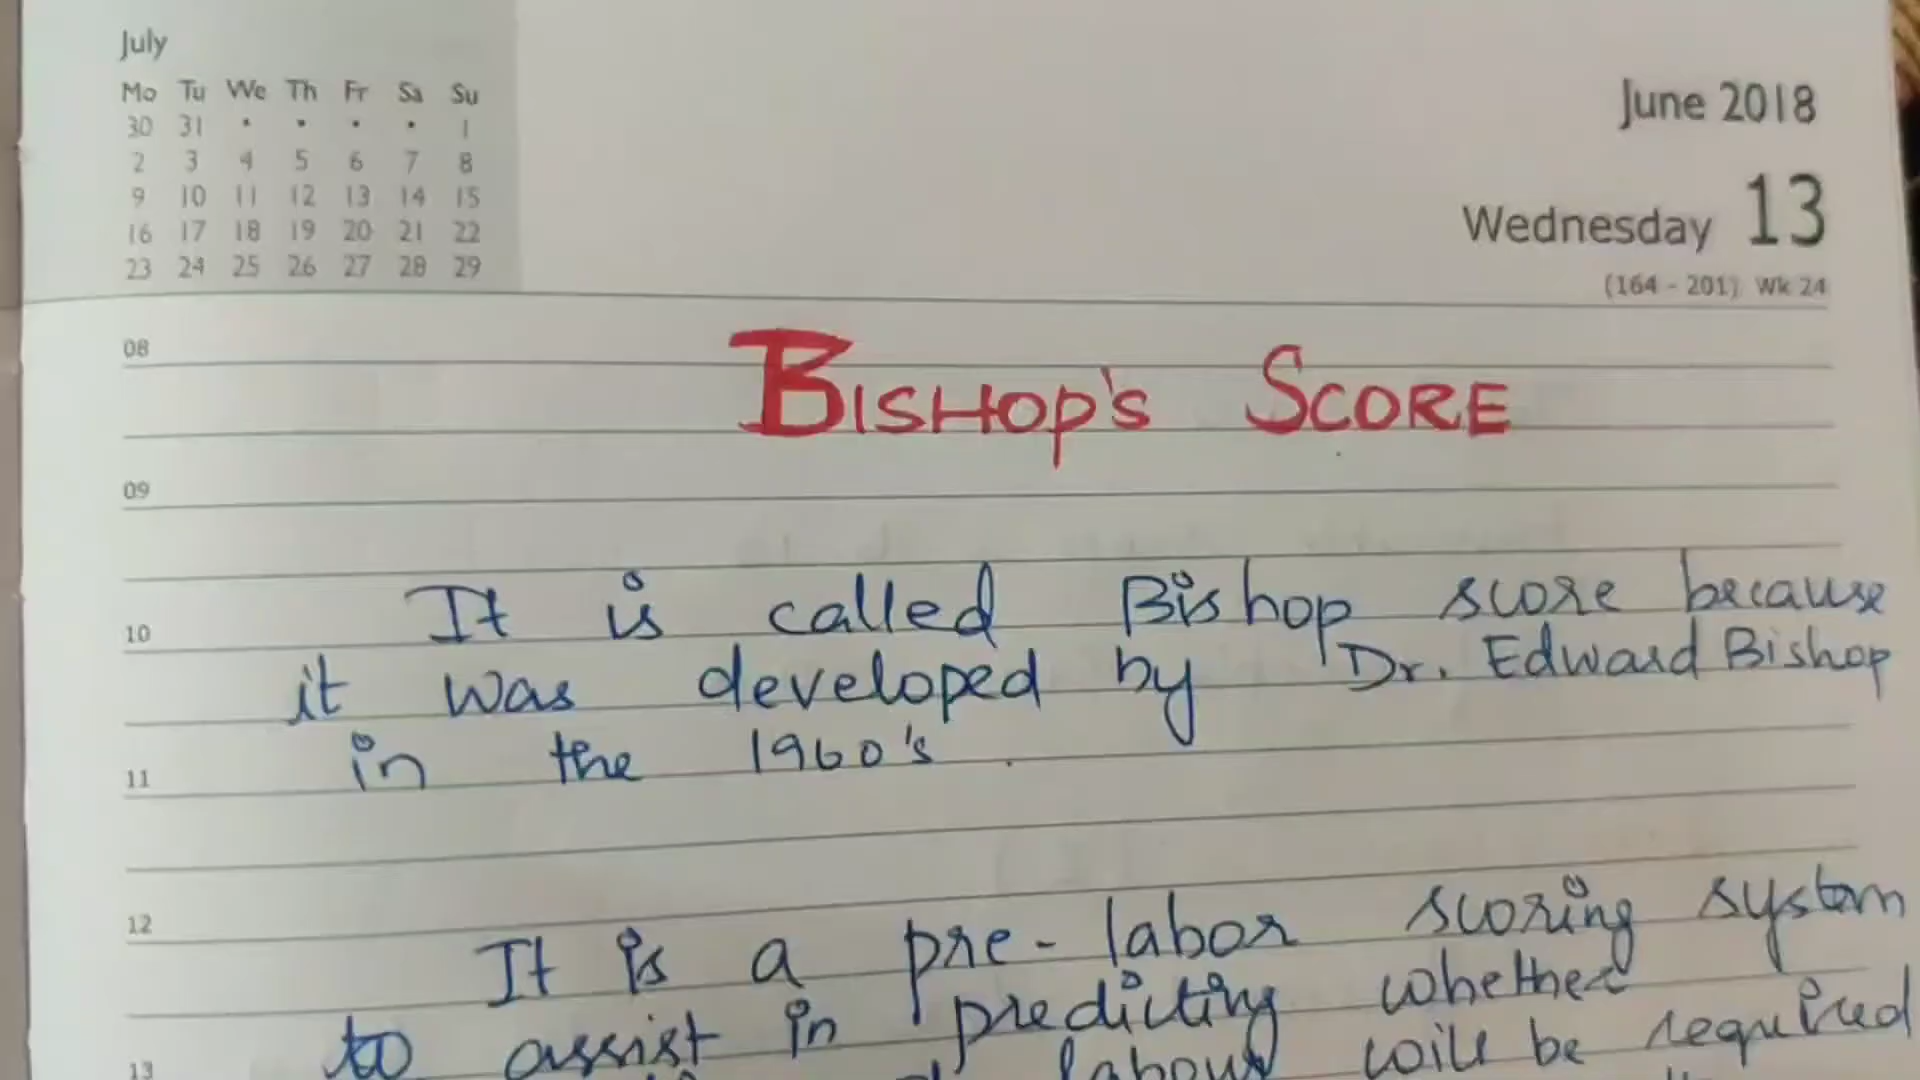 July
Mo Tu We Th Fr Sa Su
30 31 • • • • 1
2 3 4 5 6 7 8
9 10 11 12 13 14 15
16 17 18 19 20 21 22
23 24 25 26 27 28 29
June 2018
Wednesday 13
(164 - 201) Wk 24
08
BISHOP'S SCORE
09
10
It is called Bishop score because
it was developed by Dr. Edward Bishop
in the 1960's.
11
12
It is a pre-labor scoring system
to assist in predicting whether
13
labour will be required